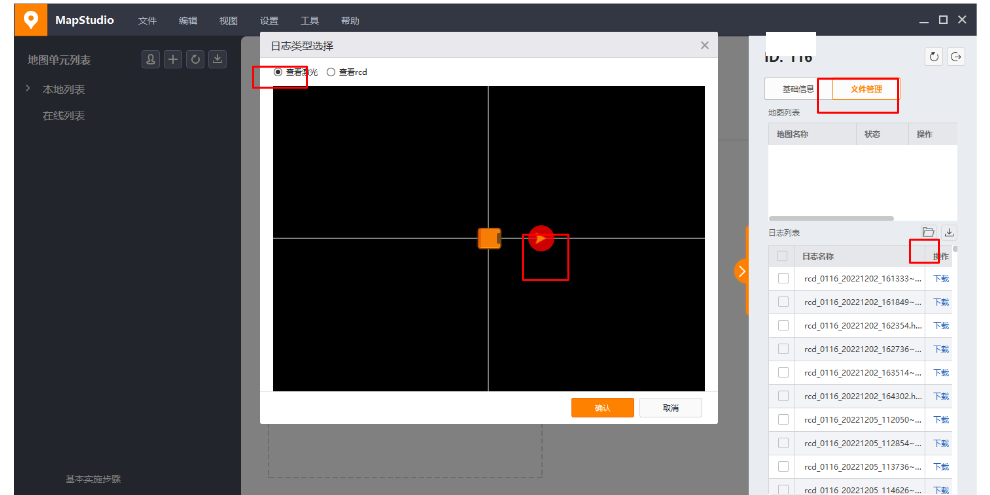 MapStudio 文件 编辑 视图 设置 工具 帮助
地图单元列表
本地列表
在线列表
基本实施步骤
日志类型选择
查看激光 查看rcd
确认 取消
ID: 116
基础信息 文件管理
地图列表
地图名称 状态 操作
日志列表
日志名称 操作
rcd_0116_20221202_161333~... 下载
rcd_0116_20221202_161849~... 下载
rcd_0116_20221202_162354.h... 下载
rcd_0116_20221202_162736~... 下载
rcd_0116_20221202_163514~... 下载
rcd_0116_20221202_164302.h... 下载
rcd_0116_20221205_112050~... 下载
rcd_0116_20221205_112854~... 下载
rcd_0116_20221205_113736~... 下载
rcd_0116_20221205_114626~... 下载